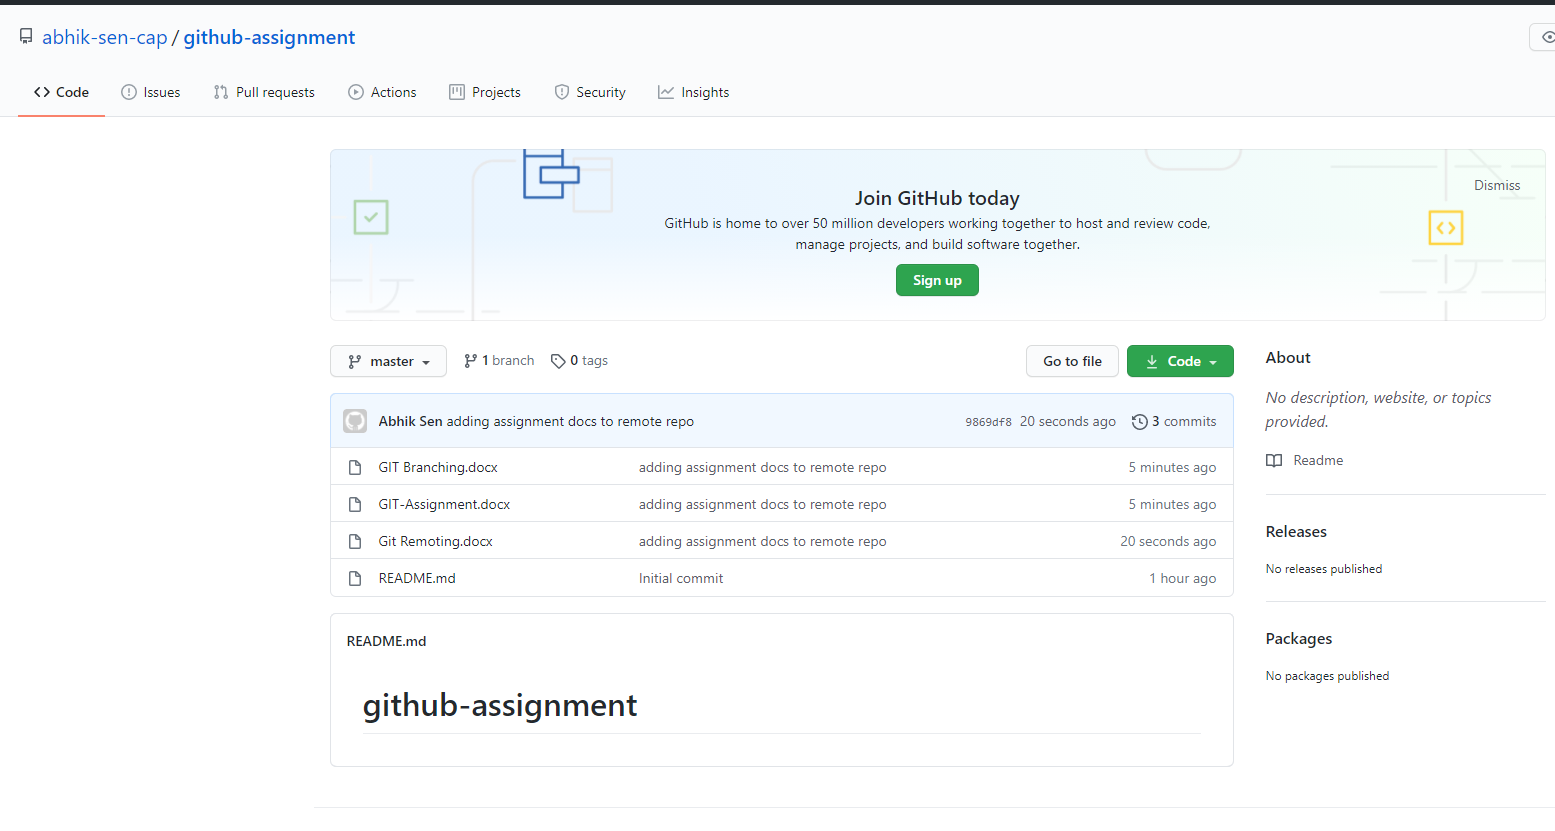 abhik-sen-cap / github-assignment
Code Issues Pull requests Actions Projects Security Insights
Join GitHub today
Dismiss
GitHub is home to over 50 million developers working together to host and review code,
manage projects, and build software together.
Sign up
master 1 branch 0 tags Go to file Code
Abhik Sen adding assignment docs to remote repo 9869df8 20 seconds ago 3 commits
GIT Branching.docx adding assignment docs to remote repo 5 minutes ago
GIT-Assignment.docx adding assignment docs to remote repo 5 minutes ago
Git Remoting.docx adding assignment docs to remote repo 20 seconds ago
README.md Initial commit 1 hour ago
README.md
github-assignment
About
No description, website, or topics
provided.
Readme
Releases
No releases published
Packages
No packages published